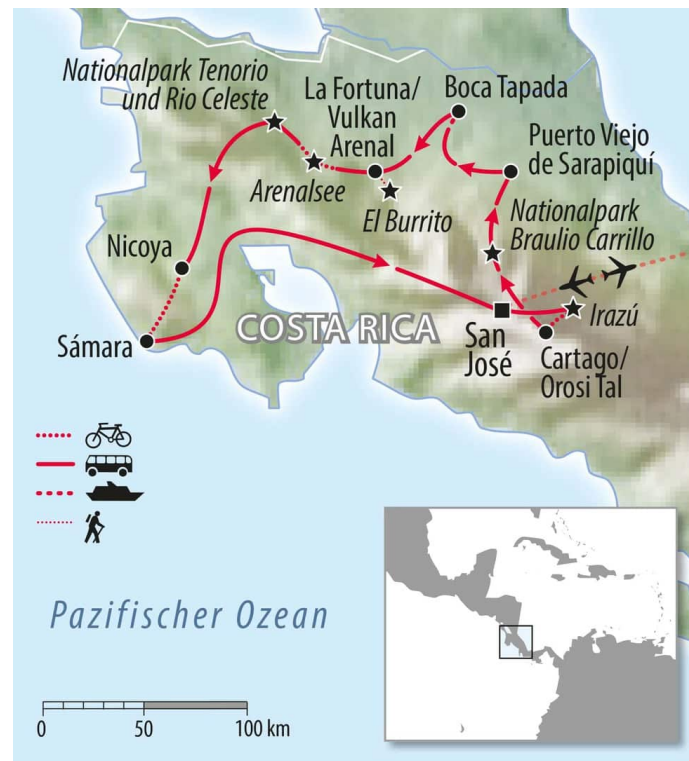 Nationalpark Tenorio
und Rio Celeste
La Fortuna/
Vulkan
Arenal
Boca Tapada
Puerto Viejo
de Sarapiquí
Arenalsee
El Burrito
Nationalpark
Braulio Carrillo
Nicoya
COSTA RICA
Irazú
San
José
Sámara
Cartago/
Orosi Tal
Pazifischer Ozean
0
50
100 km